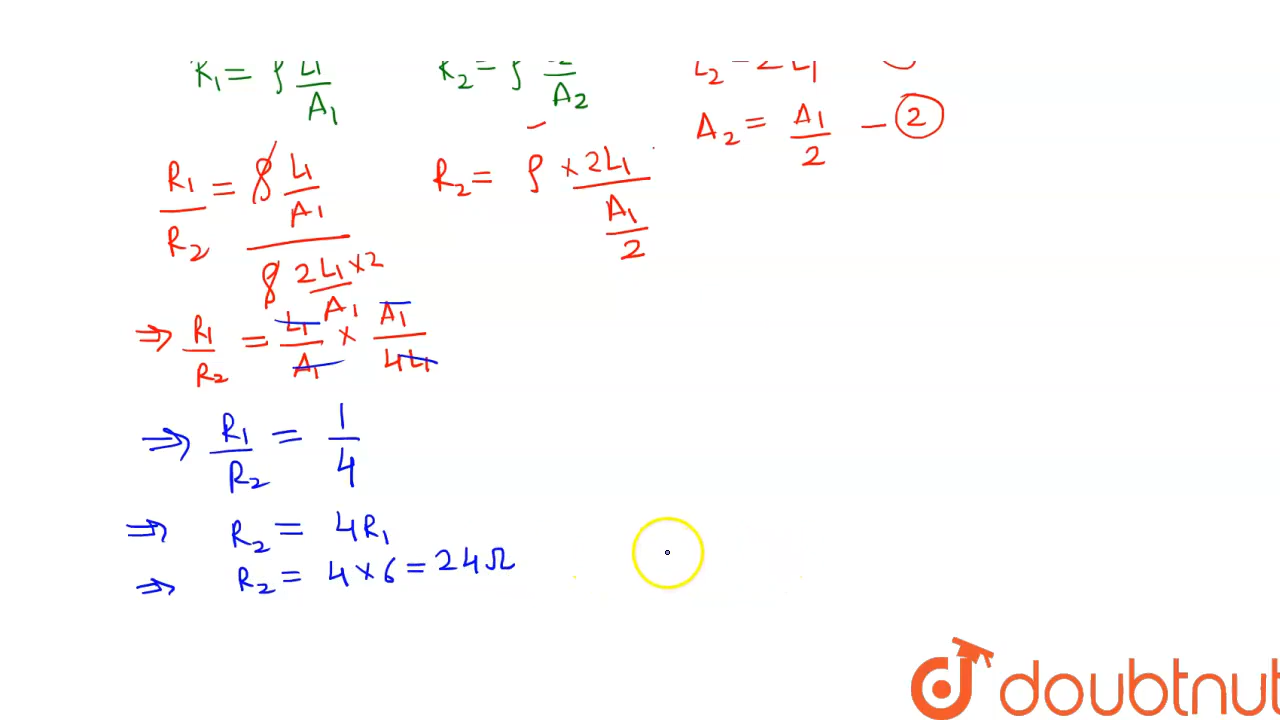 R₁ = ρ L₁/A₁    R₂ = ρ /A₂    L₂ = 2L₁
A₂ = A₁/2 – ②
R₁/R₂ = (ρ L₁/A₁)/(ρ 2L₁×2/A₁)    R₂ = ρ × 2L₁/(A₁/2)
⇒ R₁/R₂ = L₁/A₁ × A₁/4L₁
⇒ R₁/R₂ = 1/4
⇒ R₂ = 4R₁
⇒ R₂ = 4×6 = 24Ω
doubtnut